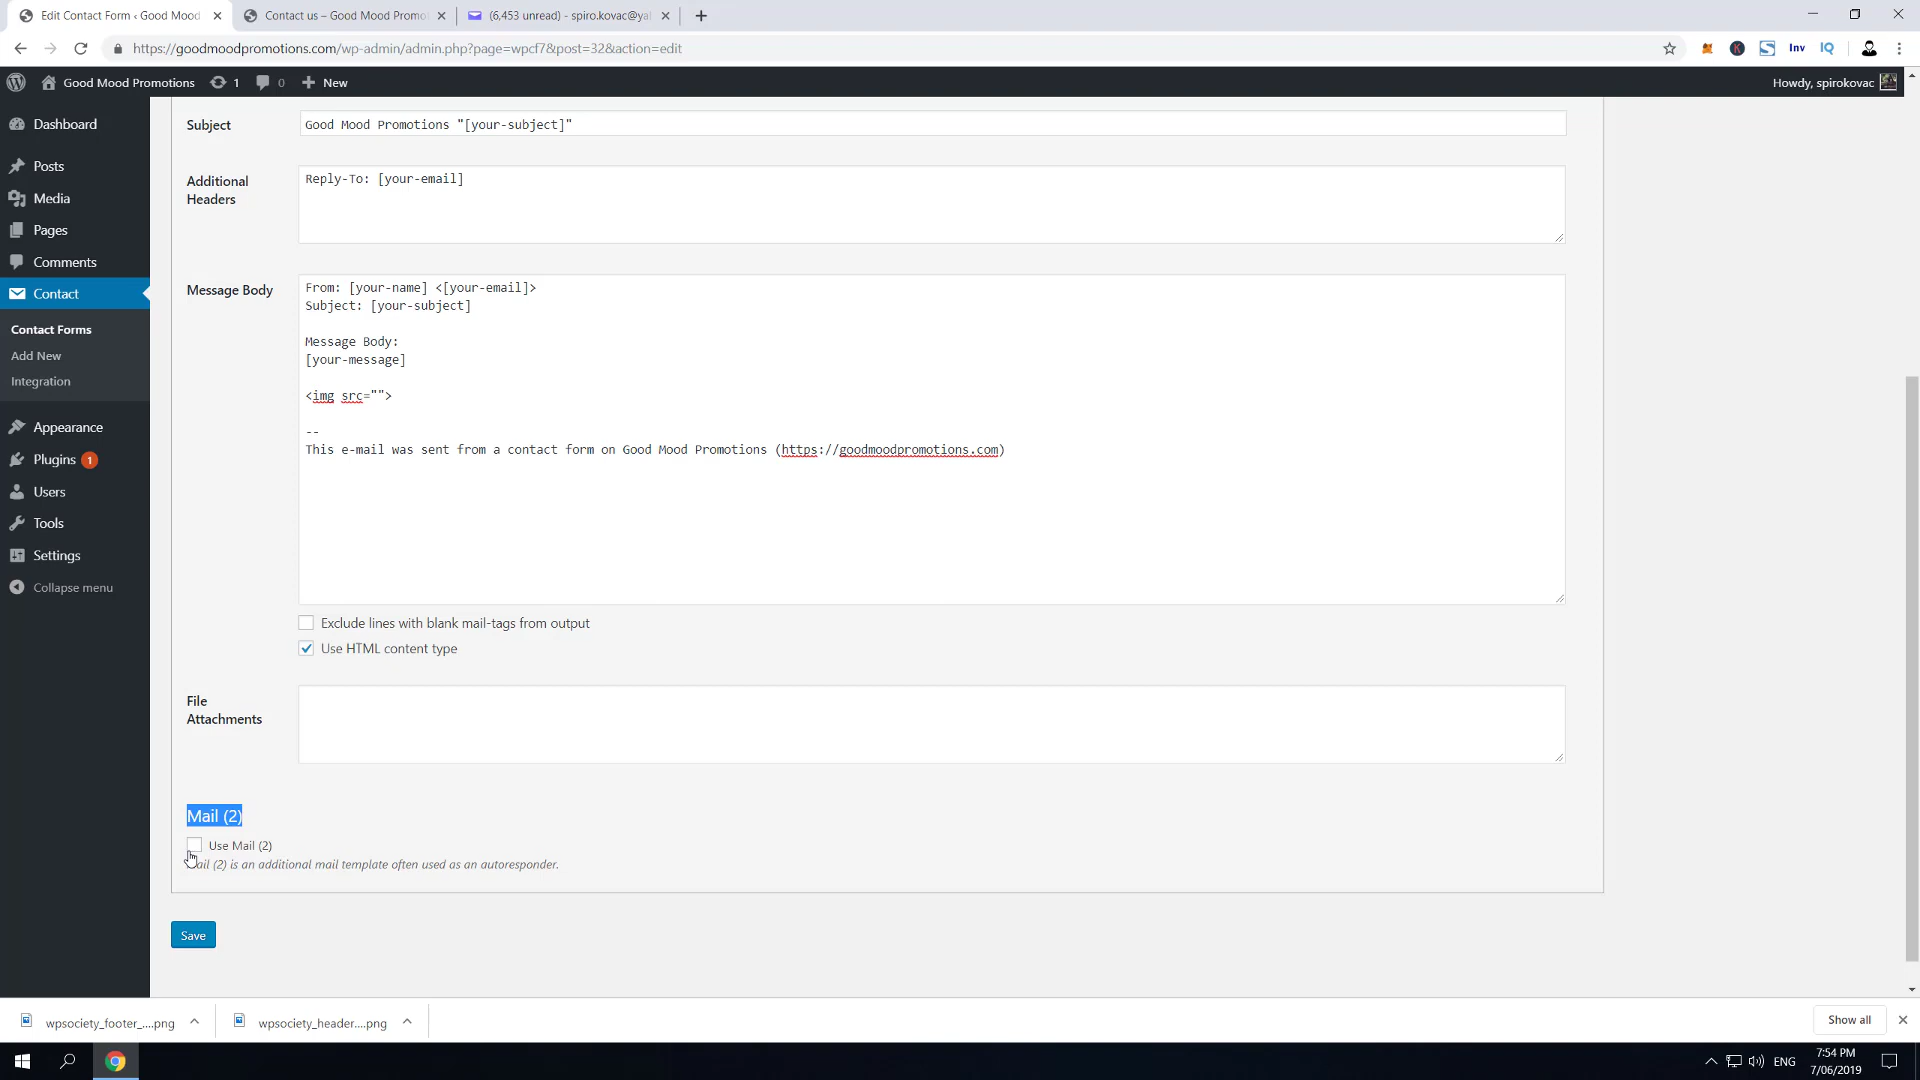 Edit Contact Form ‹ Good Mood
Contact us – Good Mood Promo
(6,453 unread) - spiro.kovac@ya
https://goodmoodpromotions.com/wp-admin/admin.php?page=wpcf7&post=32&action=edit
Inv
IQ
Good Mood Promotions
1
0
New
Howdy, spirokovac
Dashboard
Posts
Media
Pages
Comments
Contact
Contact Forms
Add New
Integration
Appearance
Plugins 1
Users
Tools
Settings
Collapse menu
Subject
Good Mood Promotions "[your-subject]"
Additional
Headers
Reply-To: [your-email]
Message Body
From: [your-name] <[your-email]>
Subject: [your-subject]
Message Body:
[your-message]
<img src="">
--
This e-mail was sent from a contact form on Good Mood Promotions (https://goodmoodpromotions.com)
Exclude lines with blank mail-tags from output
Use HTML content type
File
Attachments
Mail (2)
Use Mail (2)
Mail (2) is an additional mail template often used as an autoresponder.
Save
wpsociety_footer_....png
wpsociety_header....png
Show all
ENG
7:54 PM
7/06/2019